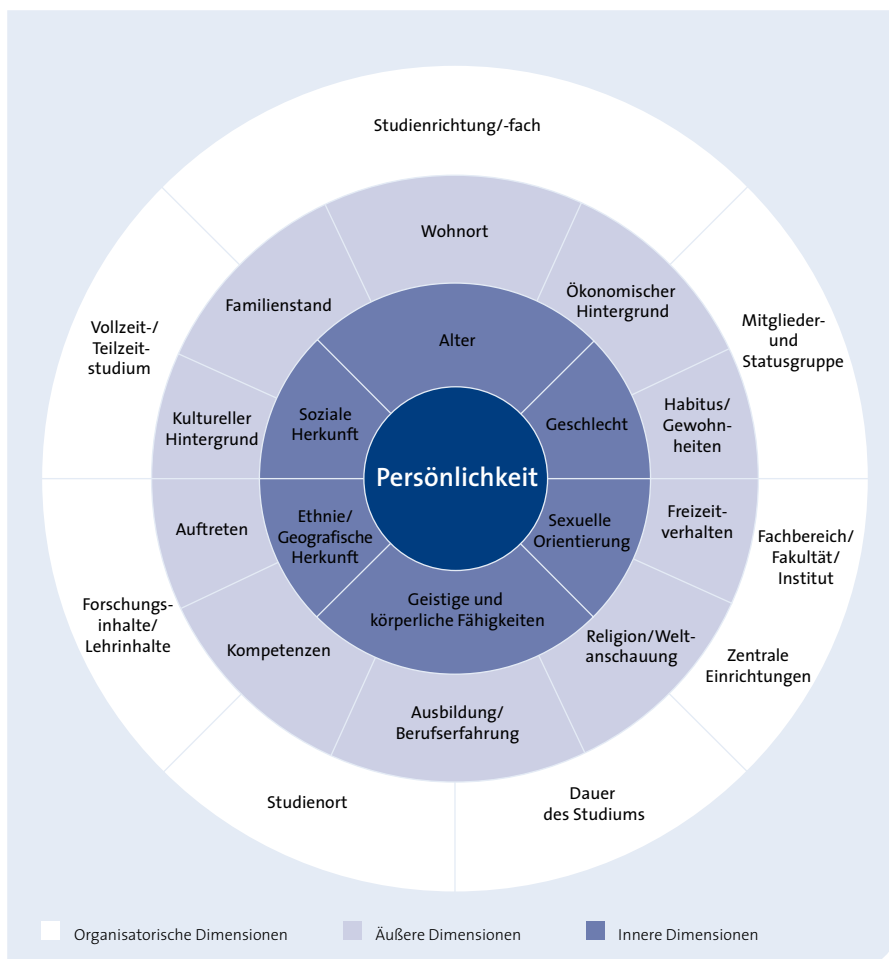 Studienrichtung/-fach
Wohnort
Familienstand
Ökonomischer
Hintergrund
Vollzeit-/
Teilzeit-
studium
Mitglieder-
und
Statusgruppe
Alter
Kultureller
Hintergrund
Soziale
Herkunft
Geschlecht
Habitus/
Gewohn-
heiten
Persönlichkeit
Auftreten
Ethnie/
Geografische
Herkunft
Sexuelle
Orientierung
Freizeit-
verhalten
Fachbereich/
Fakultät/
Institut
Geistige und
körperliche Fähigkeiten
Forschungs-
inhalte/
Lehrinhalte
Kompetenzen
Religion/Welt-
anschauung
Zentrale
Einrichtungen
Ausbildung/
Berufserfahrung
Studienort
Dauer
des Studiums
Organisatorische Dimensionen
Äußere Dimensionen
Innere Dimensionen